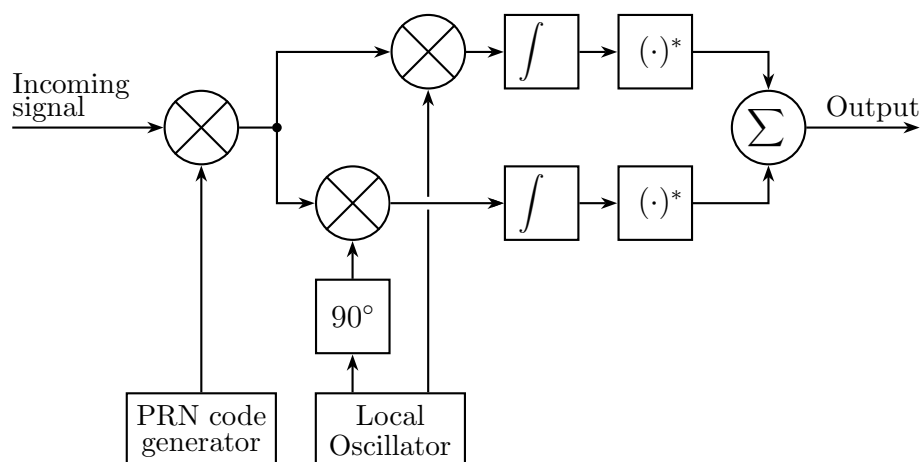 Incoming
signal
∫
(·)*
∑
Output
∫
(·)*
90°
PRN code
generator
Local
Oscillator